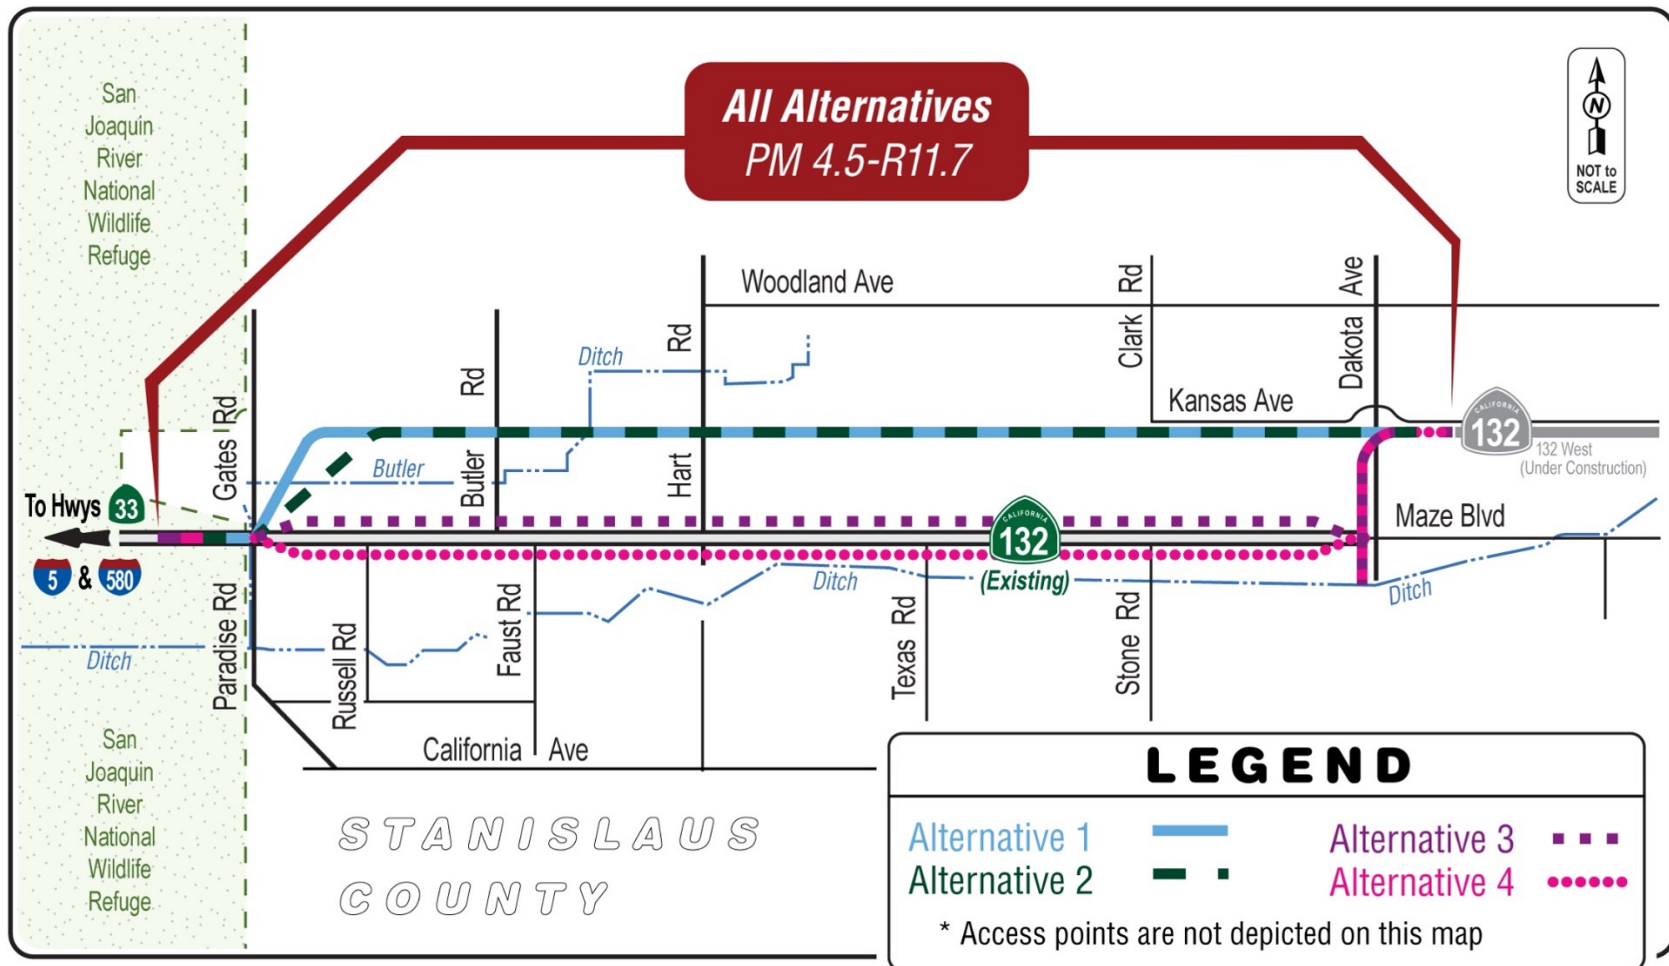 All Alternatives
PM 4.5-R11.7
N
NOT to
SCALE
San
Joaquin
River
National
Wildlife
Refuge
Woodland Ave
Clark Rd
Dakota Ave
Hart Rd
Butler Rd
Gates Rd
Ditch
Kansas Ave
CALIFORNIA
132
132 West
(Under Construction)
Butler
To Hwys 33
5 & 580
Maze Blvd
CALIFORNIA
132
(Existing)
Ditch
Ditch
Ditch
Paradise Rd
Russell Rd
Faust Rd
Texas Rd
Stone Rd
California Ave
San
Joaquin
River
National
Wildlife
Refuge
STANISLAUS
COUNTY
LEGEND
Alternative 1
Alternative 2
Alternative 3
Alternative 4
* Access points are not depicted on this map